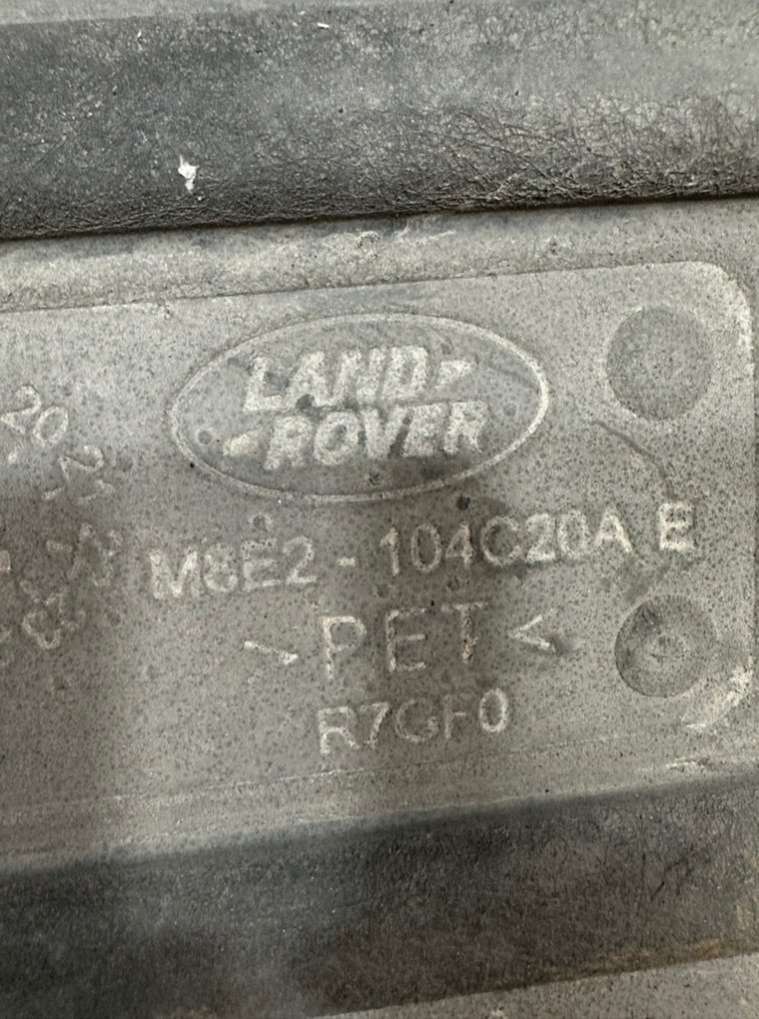 LAND
ROVER
M8E2 - 104C20A E
>PET<
R7GF0